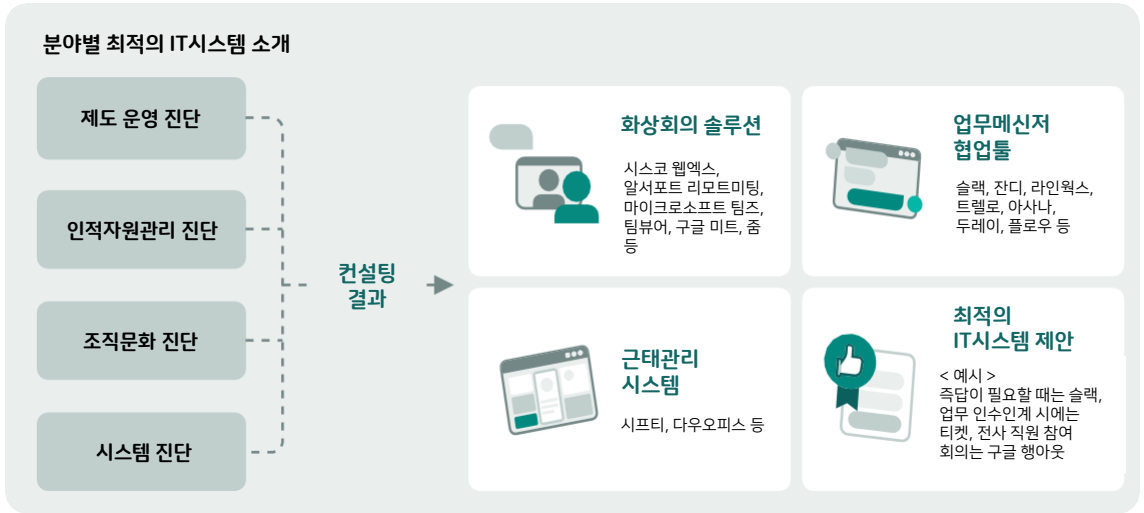 분야별 최적의 IT시스템 소개
제도 운영 진단
인적자원관리 진단
조직문화 진단
시스템 진단
컨설팅
결과
화상회의 솔루션
시스코 웹엑스,
알서포트 리모트미팅,
마이크로소프트 팀즈,
팀뷰어, 구글 미트, 줌
등
업무메신저
협업툴
슬랙, 잔디, 라인웍스,
트렐로, 아사나,
두레이, 플로우 등
근태관리
시스템
시프티, 다우오피스 등
최적의
IT시스템 제안
< 예시 >
즉답이 필요할 때는 슬랙,
업무 인수인계 시에는
티켓, 전사 직원 참여
회의는 구글 행아웃